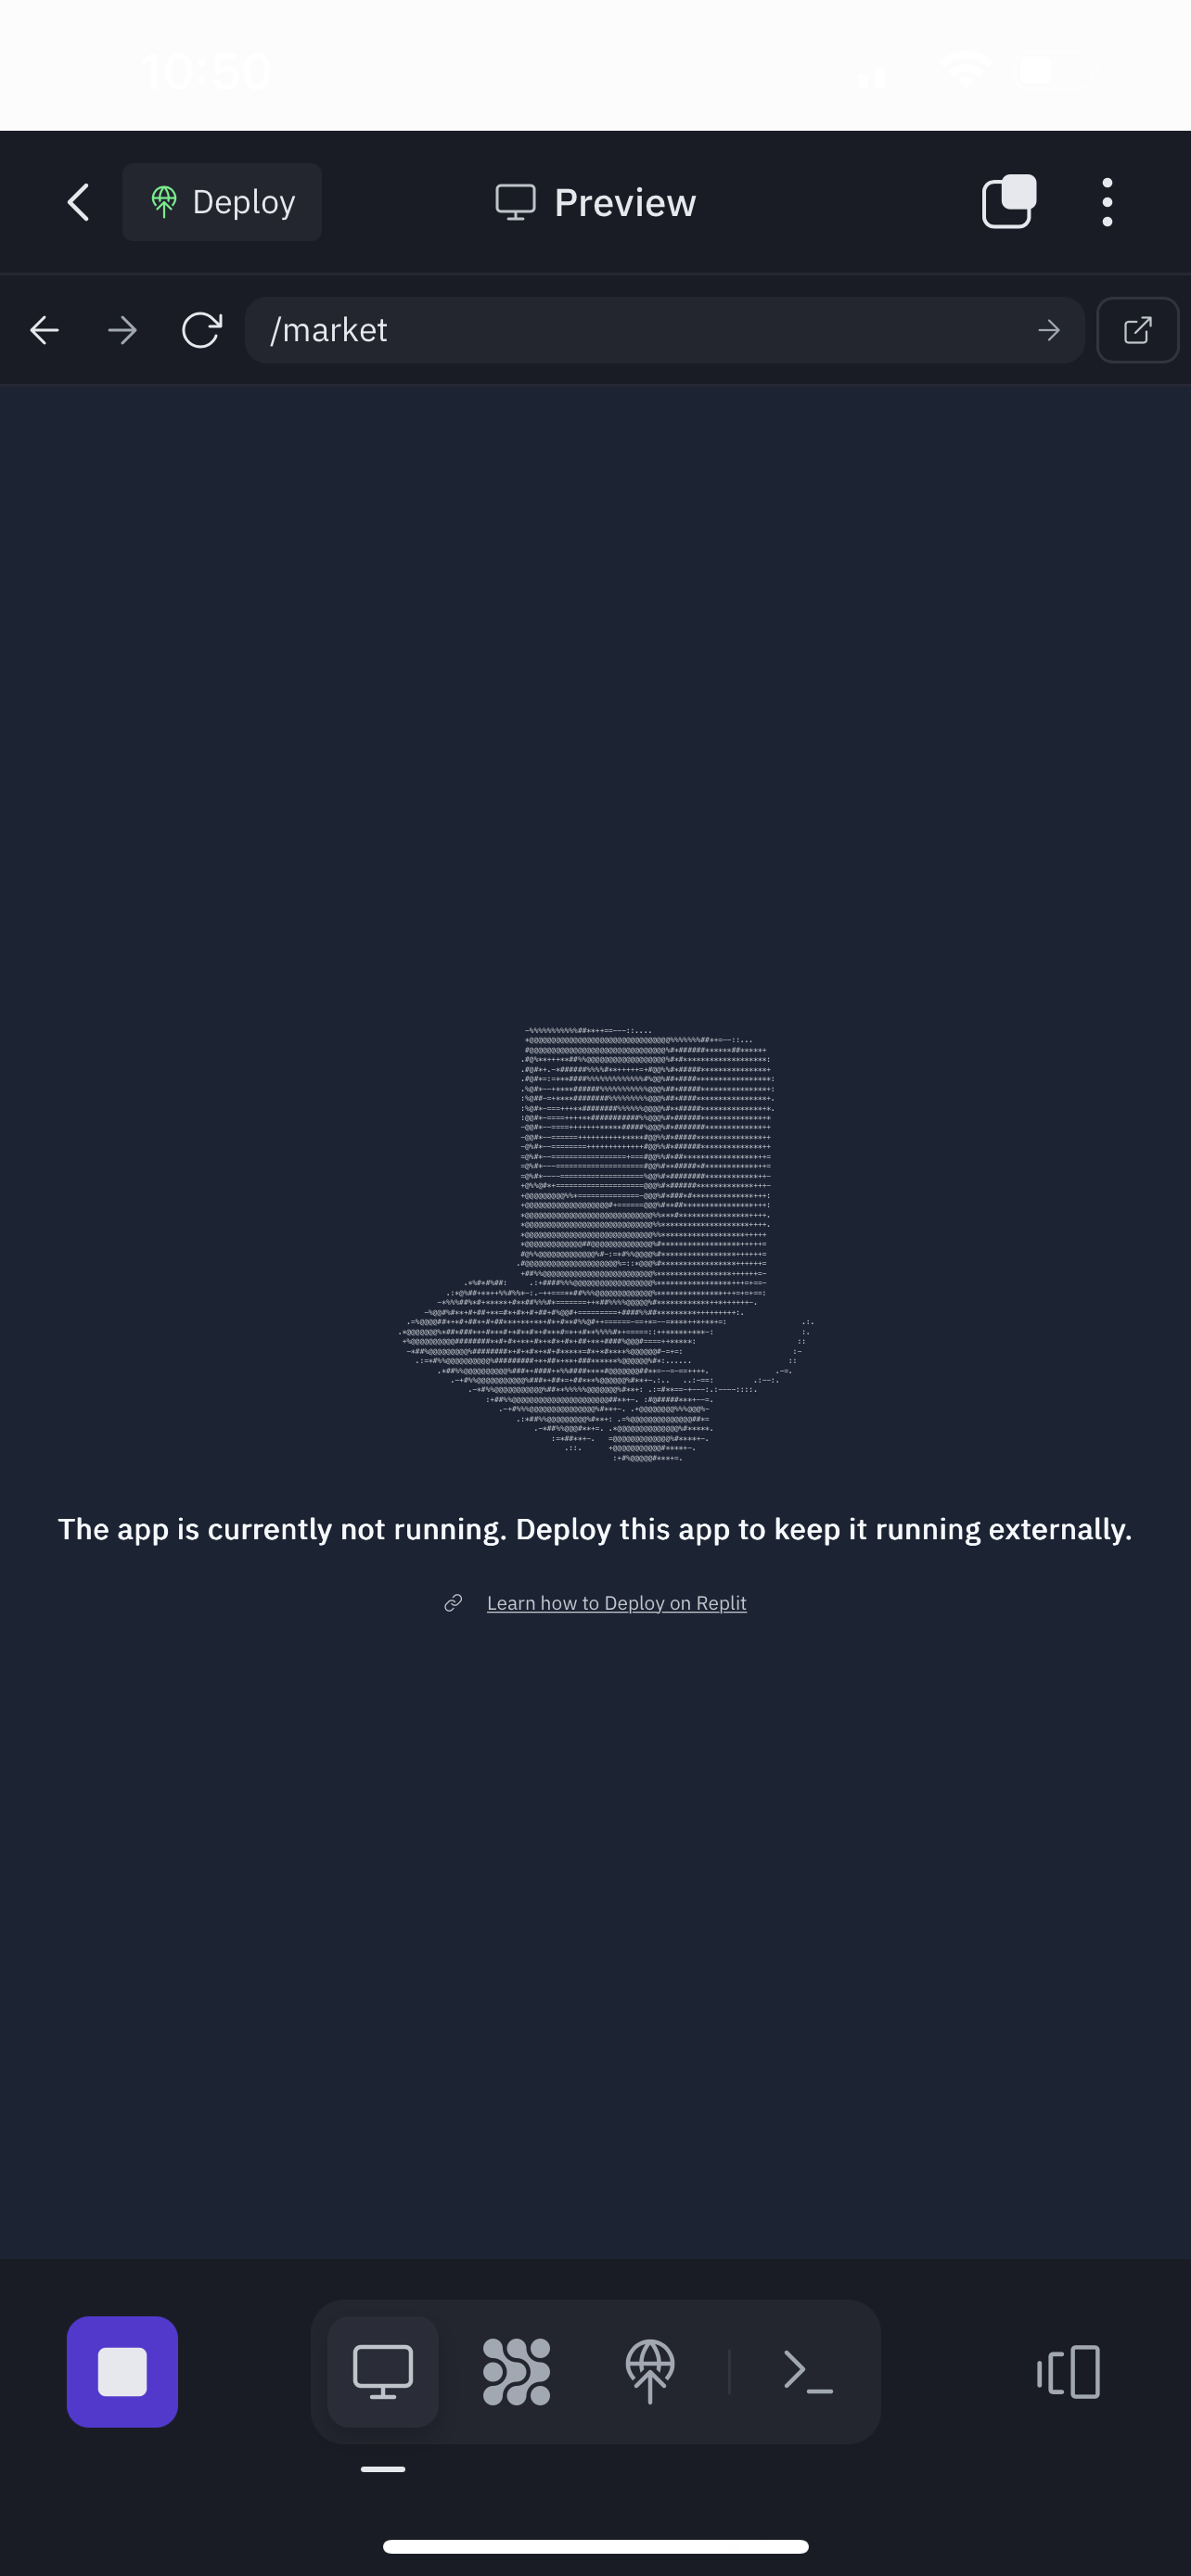 10:50
Deploy
Preview
/market
The app is currently not running. Deploy this app to keep it running externally.
Learn how to Deploy on Replit